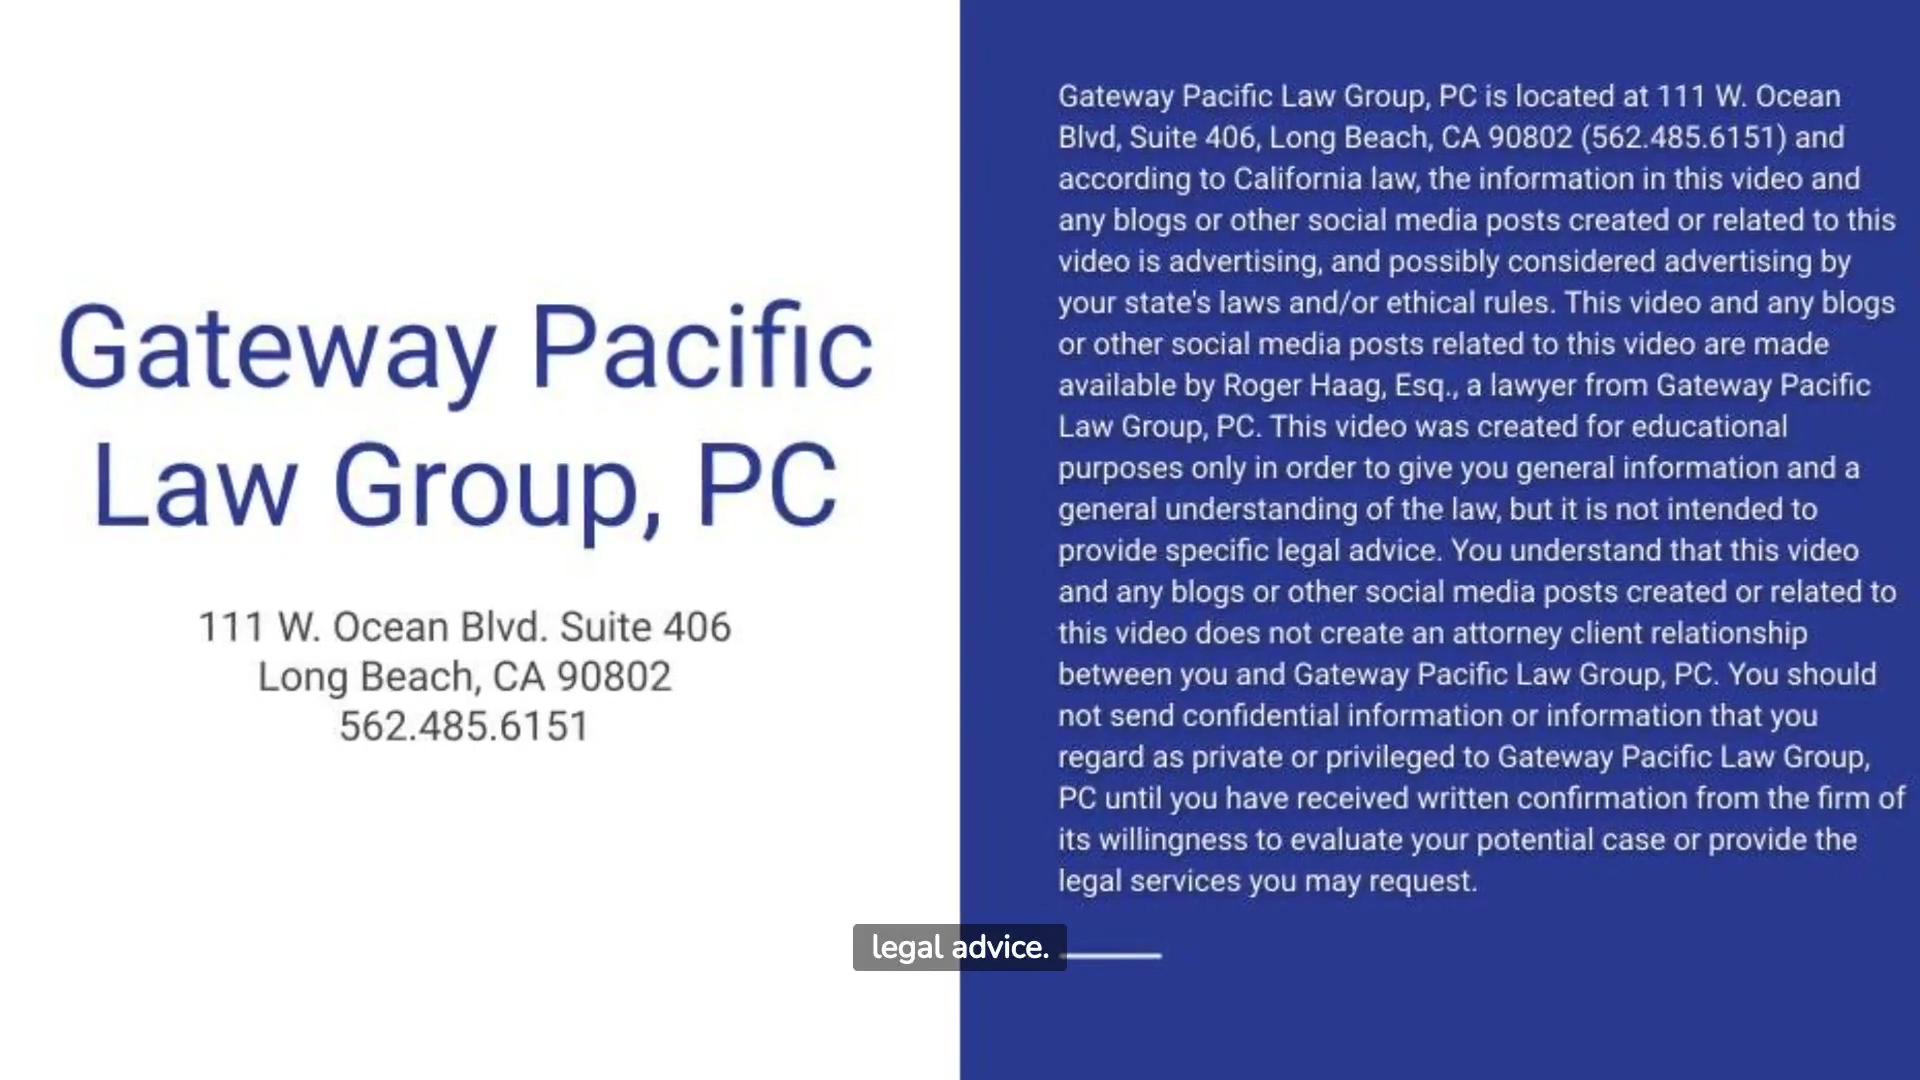 Gateway Pacific
Law Group, PC
111 W. Ocean Blvd. Suite 406
Long Beach, CA 90802
562.485.6151
Gateway Pacific Law Group, PC is located at 111 W. Ocean
Blvd, Suite 406, Long Beach, CA 90802 (562.485.6151) and
according to California law, the information in this video and
any blogs or other social media posts created or related to this
video is advertising, and possibly considered advertising by
your state's laws and/or ethical rules. This video and any blogs
or other social media posts related to this video are made
available by Roger Haag, Esq., a lawyer from Gateway Pacific
Law Group, PC. This video was created for educational
purposes only in order to give you general information and a
general understanding of the law, but it is not intended to
provide specific legal advice. You understand that this video
and any blogs or other social media posts created or related to
this video does not create an attorney client relationship
between you and Gateway Pacific Law Group, PC. You should
not send confidential information or information that you
regard as private or privileged to Gateway Pacific Law Group,
PC until you have received written confirmation from the firm of
its willingness to evaluate your potential case or provide the
legal services you may request.
legal advice.